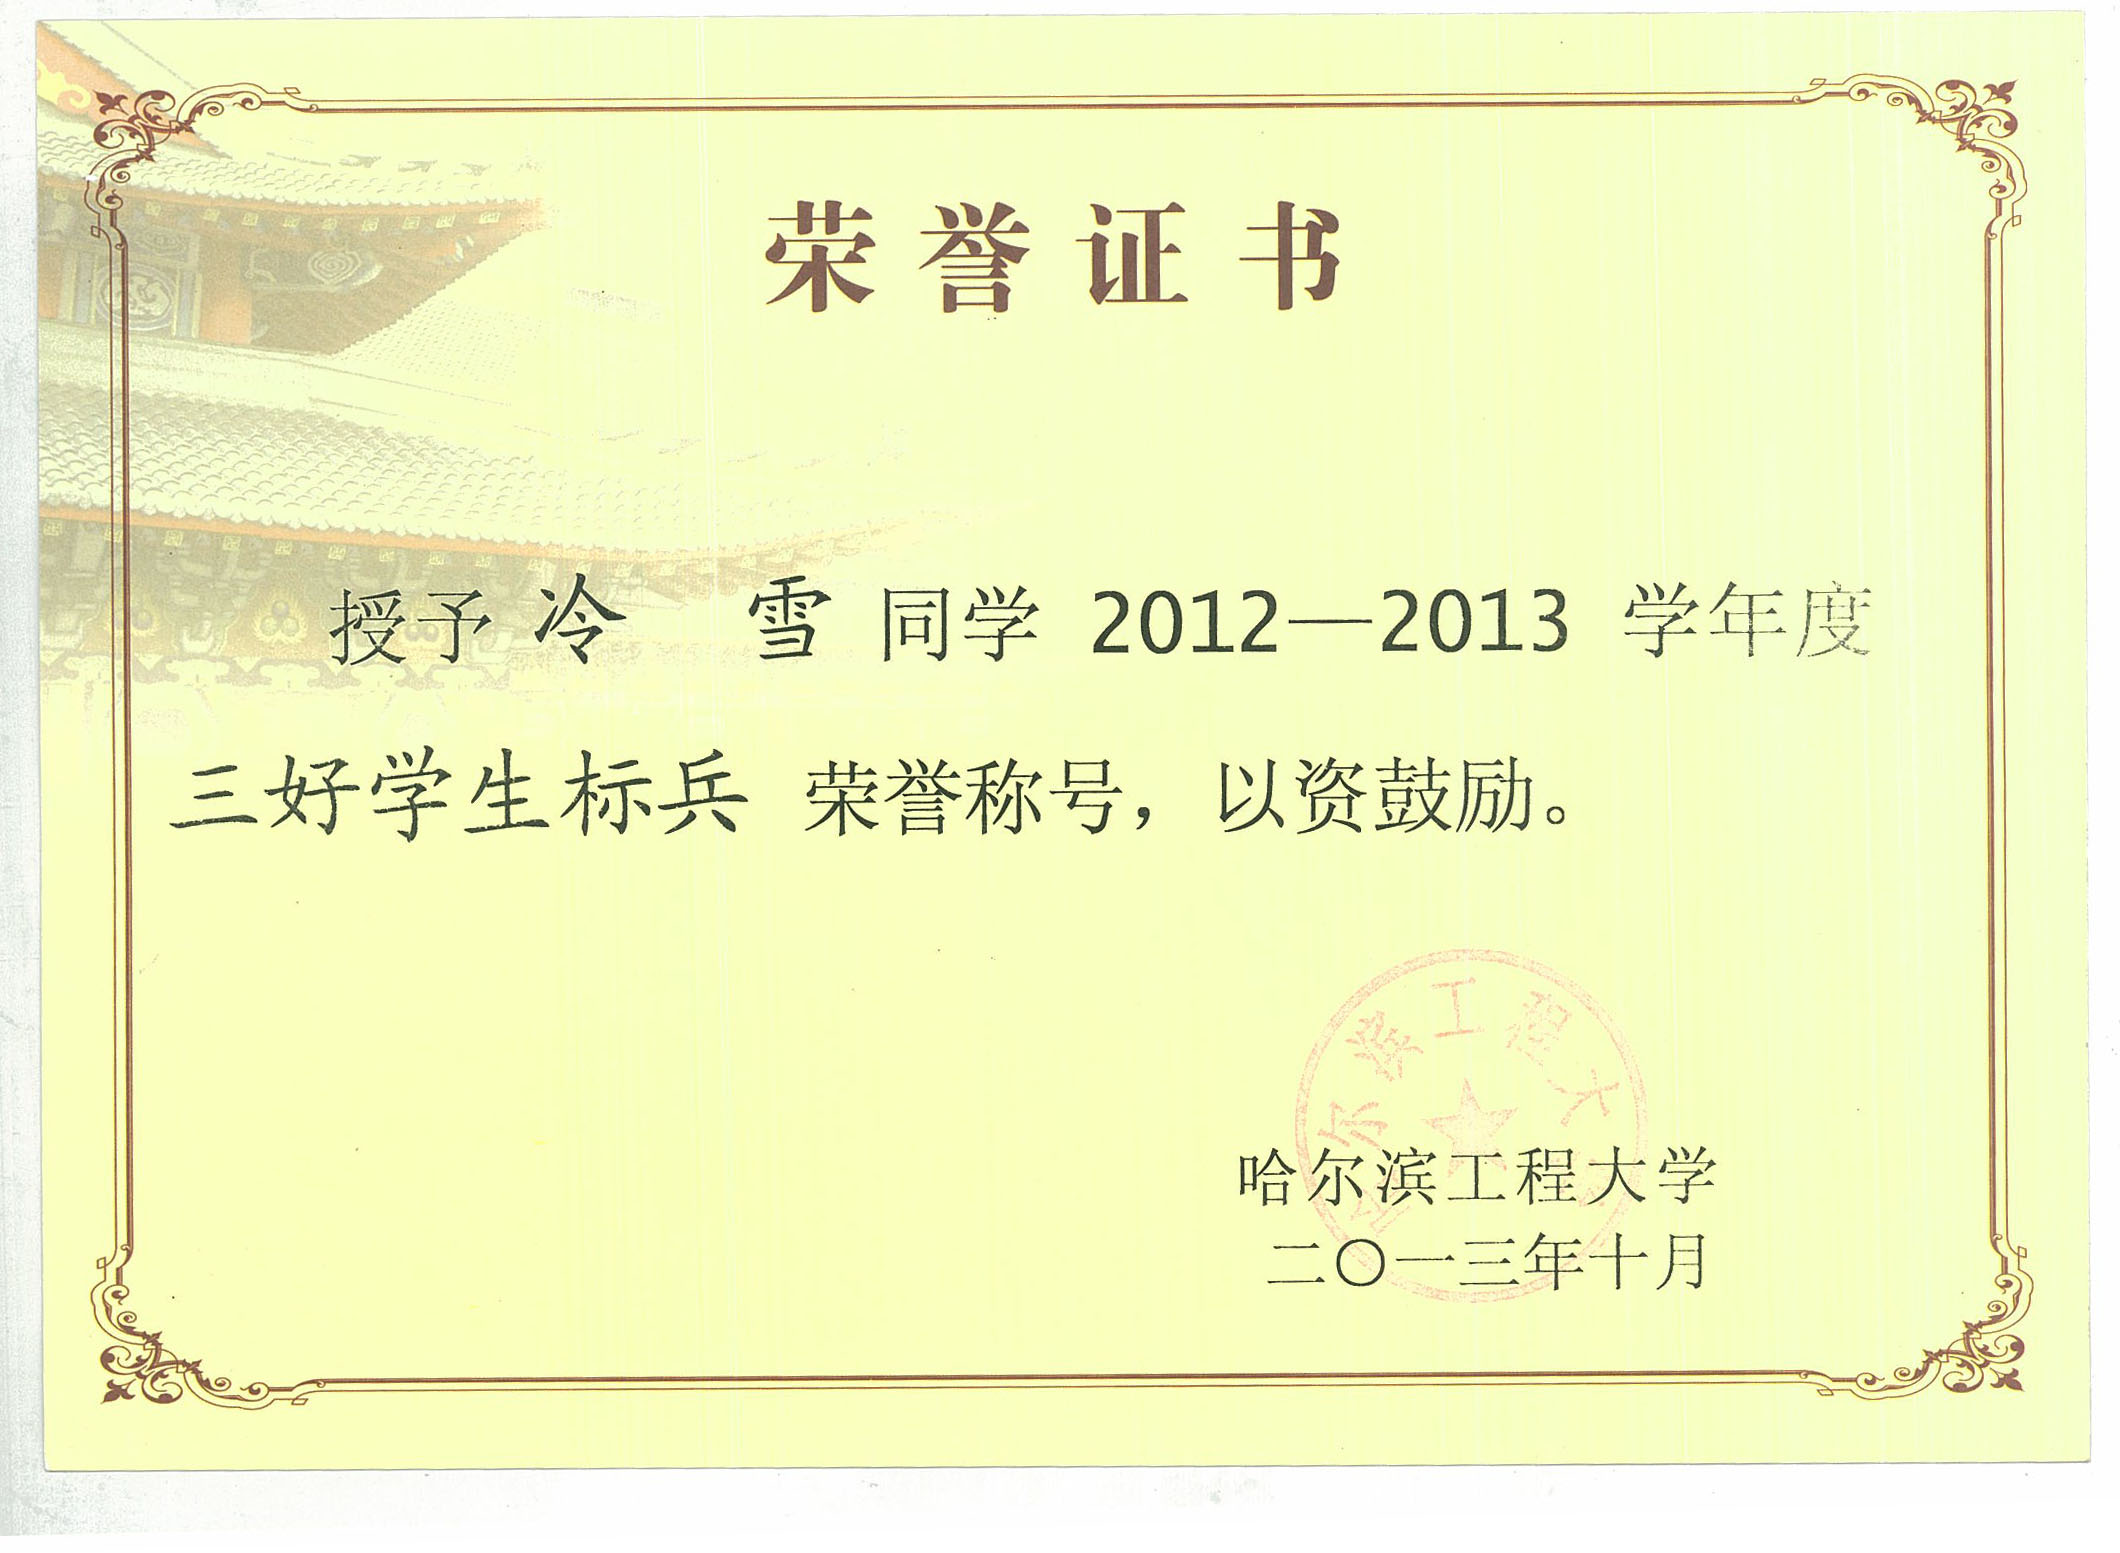 荣誉证书
授予 冷 雪 同学 2012—2013 学年度
三好学生标兵 荣誉称号，以资鼓励。
哈尔滨工程大
哈尔滨工程大学
二〇一三年十月